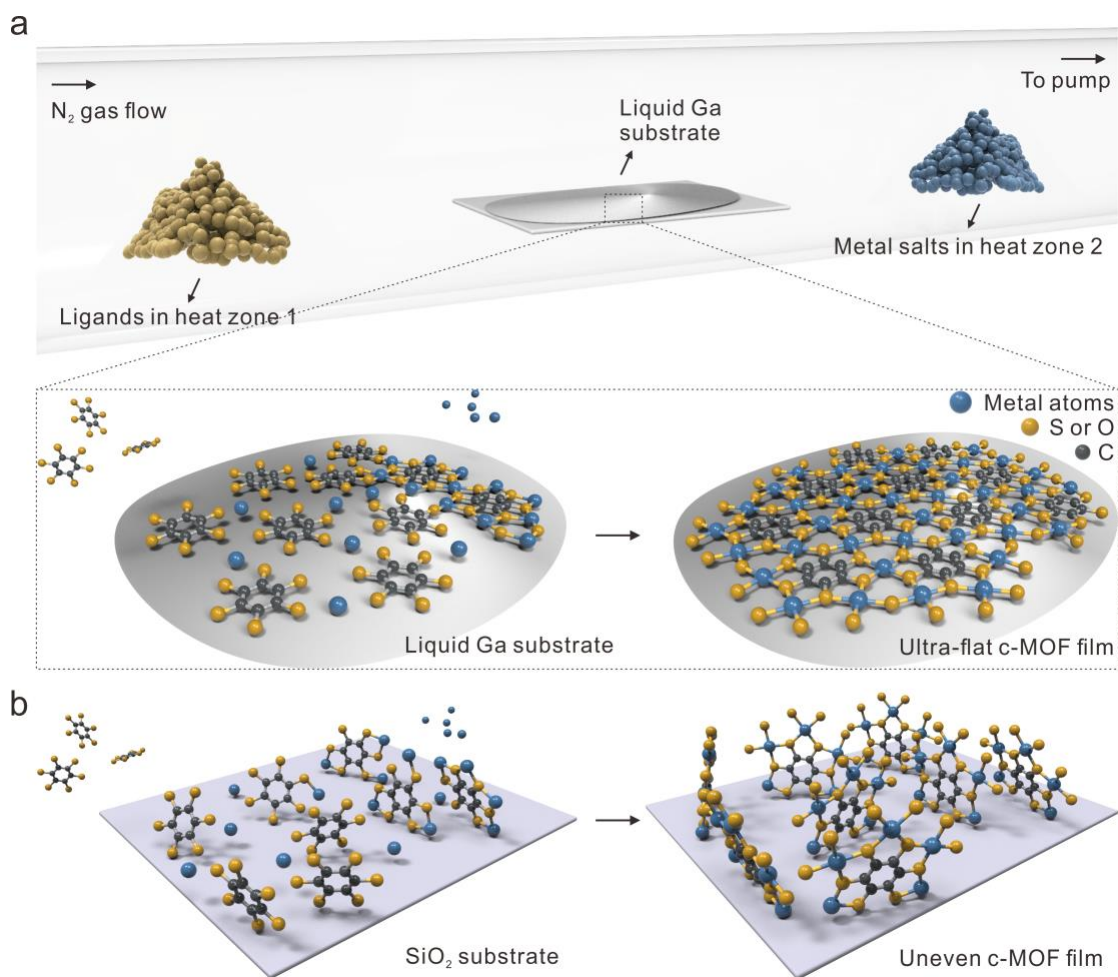 a
N₂ gas flow
To pump
Liquid Ga
substrate
Ligands in heat zone 1
Metal salts in heat zone 2
Metal atoms
S or O
C
Liquid Ga substrate
Ultra-flat c-MOF film
b
SiO₂ substrate
Uneven c-MOF film